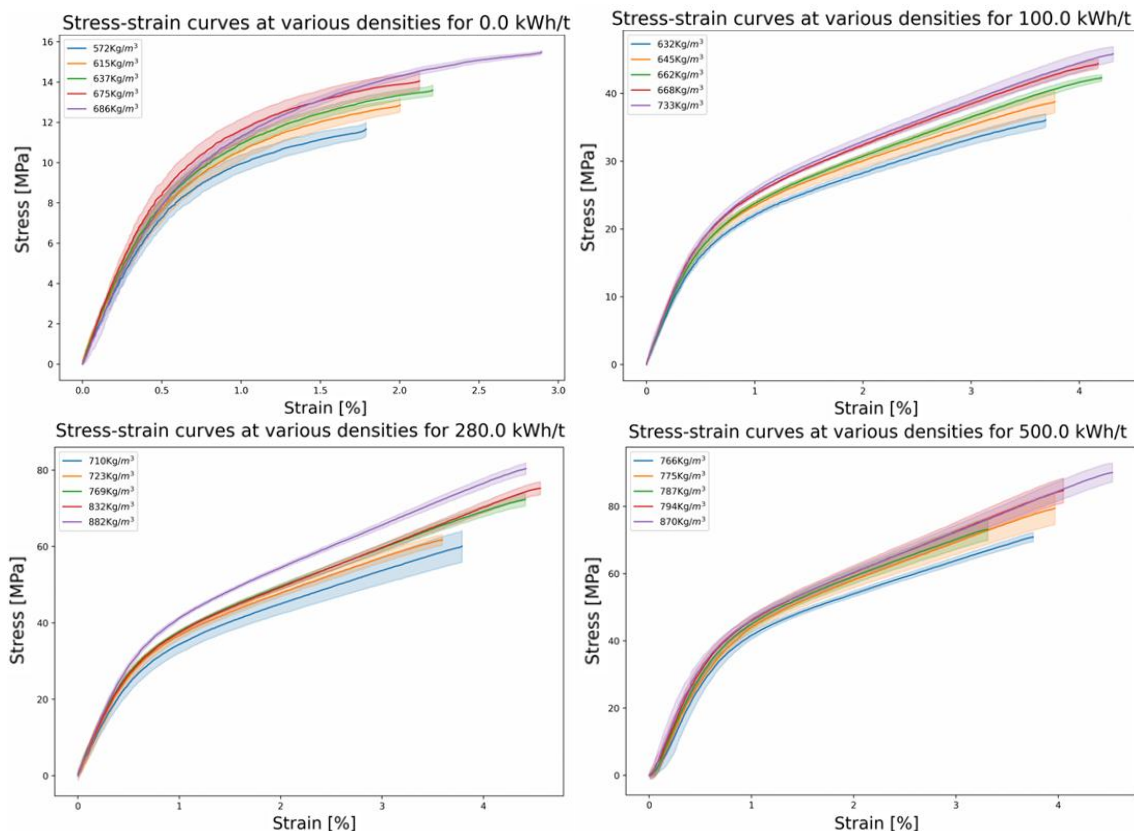 Stress-strain curves at various densities for 0.0 kWh/t
572Kg/m³
615Kg/m³
637Kg/m³
675Kg/m³
686Kg/m³
16
14
12
10
8
6
4
2
0
Stress [MPa]
0.0 0.5 1.0 1.5 2.0 2.5 3.0
Strain [%]
Stress-strain curves at various densities for 100.0 kWh/t
632Kg/m³
645Kg/m³
662Kg/m³
668Kg/m³
733Kg/m³
40
30
20
10
0
Stress [MPa]
0 1 2 3 4
Strain [%]
Stress-strain curves at various densities for 280.0 kWh/t
710Kg/m³
723Kg/m³
769Kg/m³
832Kg/m³
882Kg/m³
80
60
40
20
0
Stress [MPa]
0 1 2 3 4
Strain [%]
Stress-strain curves at various densities for 500.0 kWh/t
766Kg/m³
775Kg/m³
787Kg/m³
794Kg/m³
870Kg/m³
80
60
40
20
0
Stress [MPa]
0 1 2 3 4
Strain [%]